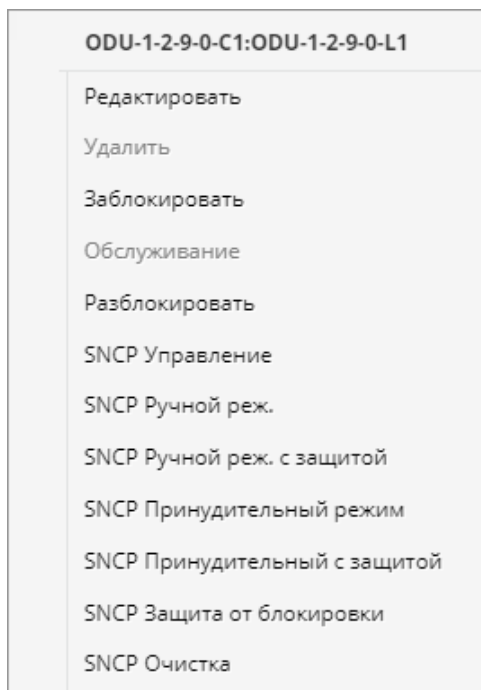 ODU-1-2-9-0-C1:ODU-1-2-9-0-L1
Редактировать
Удалить
Заблокировать
Обслуживание
Разблокировать
SNCP Управление
SNCP Ручной реж.
SNCP Ручной реж. с защитой
SNCP Принудительный режим
SNCP Принудительный с защитой
SNCP Защита от блокировки
SNCP Очистка